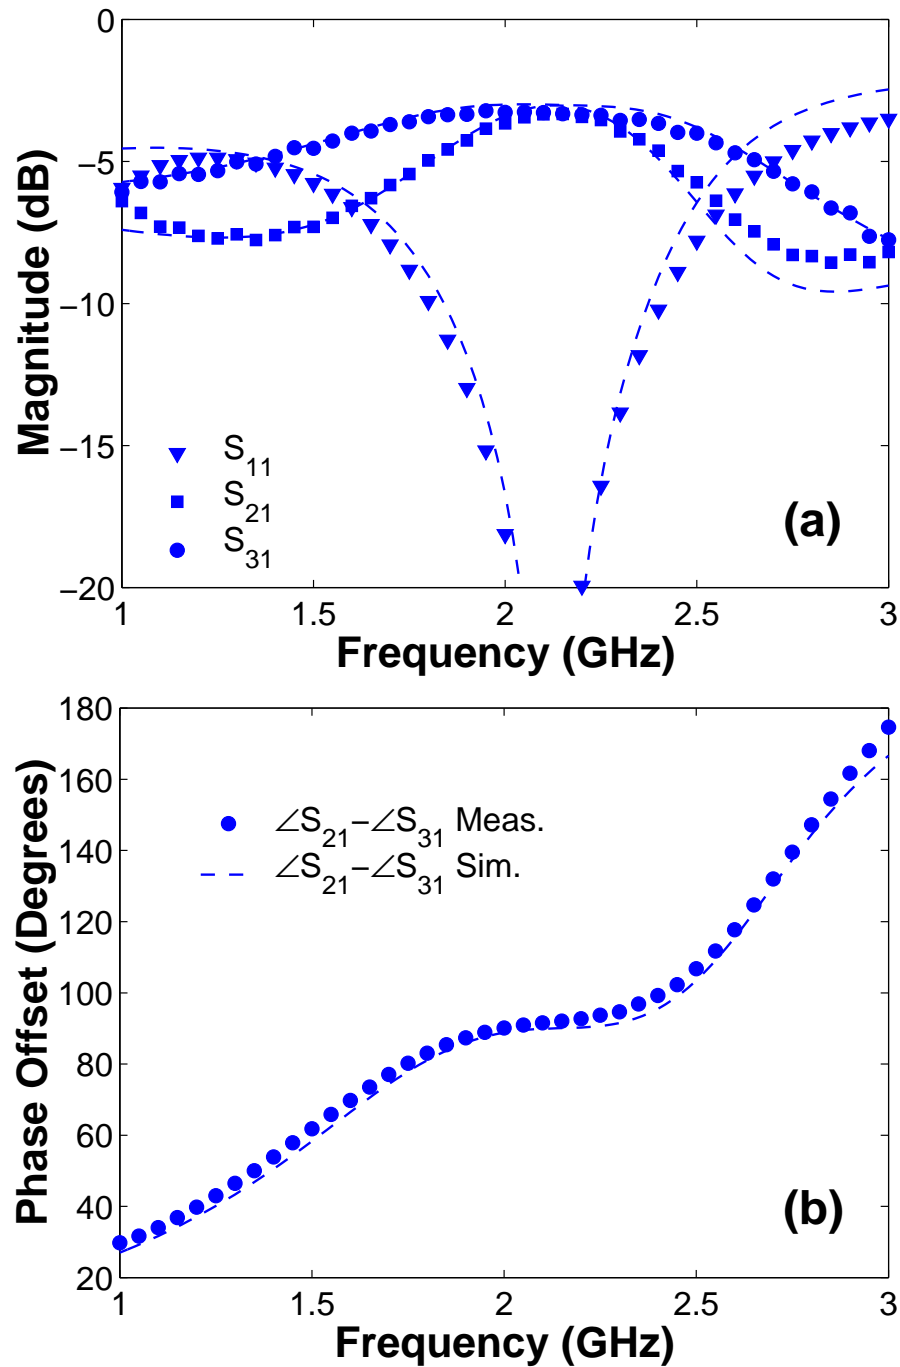 0
−5
−10
−15
−20
Magnitude (dB)
S11
S21
S31
(a)
1 1.5 2 2.5 3
Frequency (GHz)
180
160
140
120
100
80
60
40
20
Phase Offset (Degrees)
∠S21−∠S31 Meas.
∠S21−∠S31 Sim.
(b)
1 1.5 2 2.5 3
Frequency (GHz)